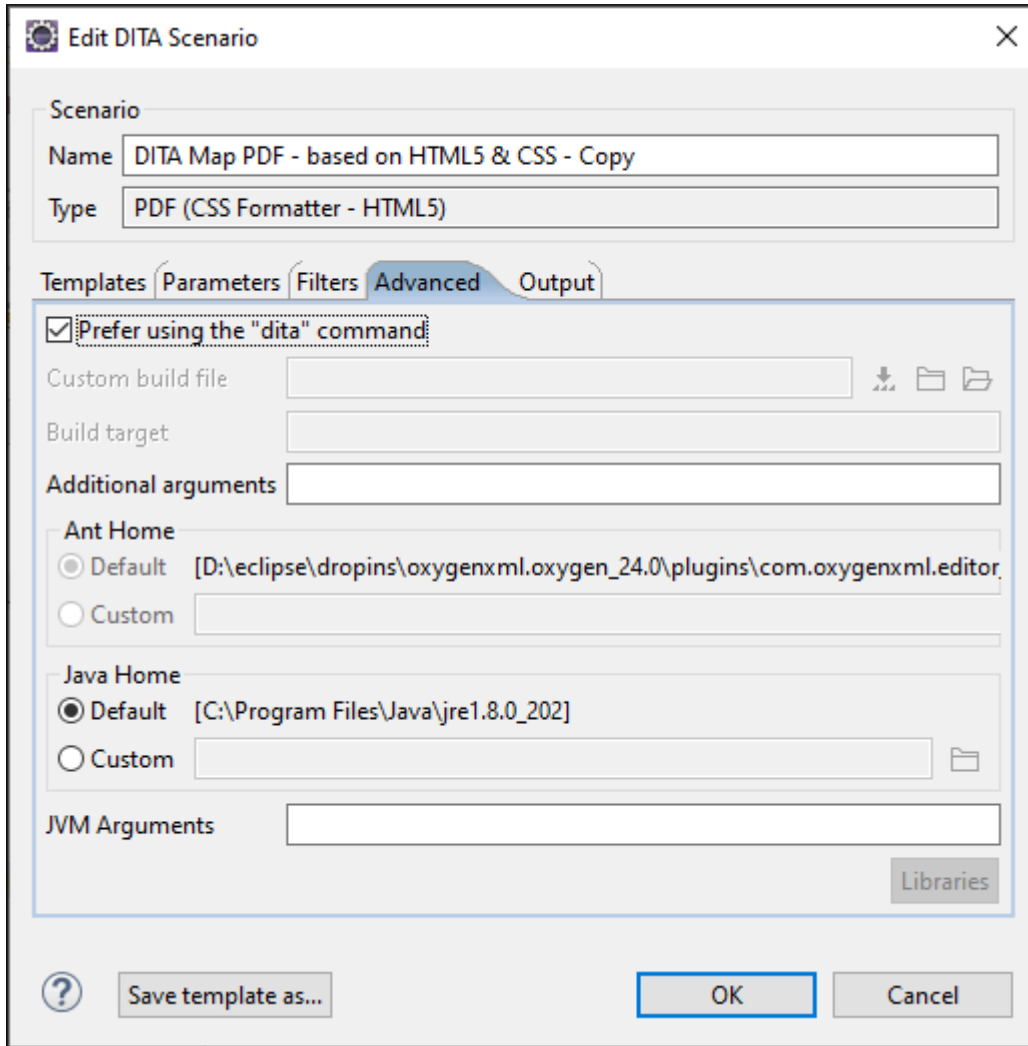 Edit DITA Scenario
Scenario
Name DITA Map PDF - based on HTML5 & CSS - Copy
Type PDF (CSS Formatter - HTML5)
Templates Parameters Filters Advanced Output
Prefer using the "dita" command
Custom build file
Build target
Additional arguments
Ant Home
Default [D:\eclipse\dropins\oxygenxml.oxygen_24.0\plugins\com.oxygenxml.editor_
Custom
Java Home
Default [C:\Program Files\Java\jre1.8.0_202]
Custom
JVM Arguments
Libraries
? Save template as... OK Cancel